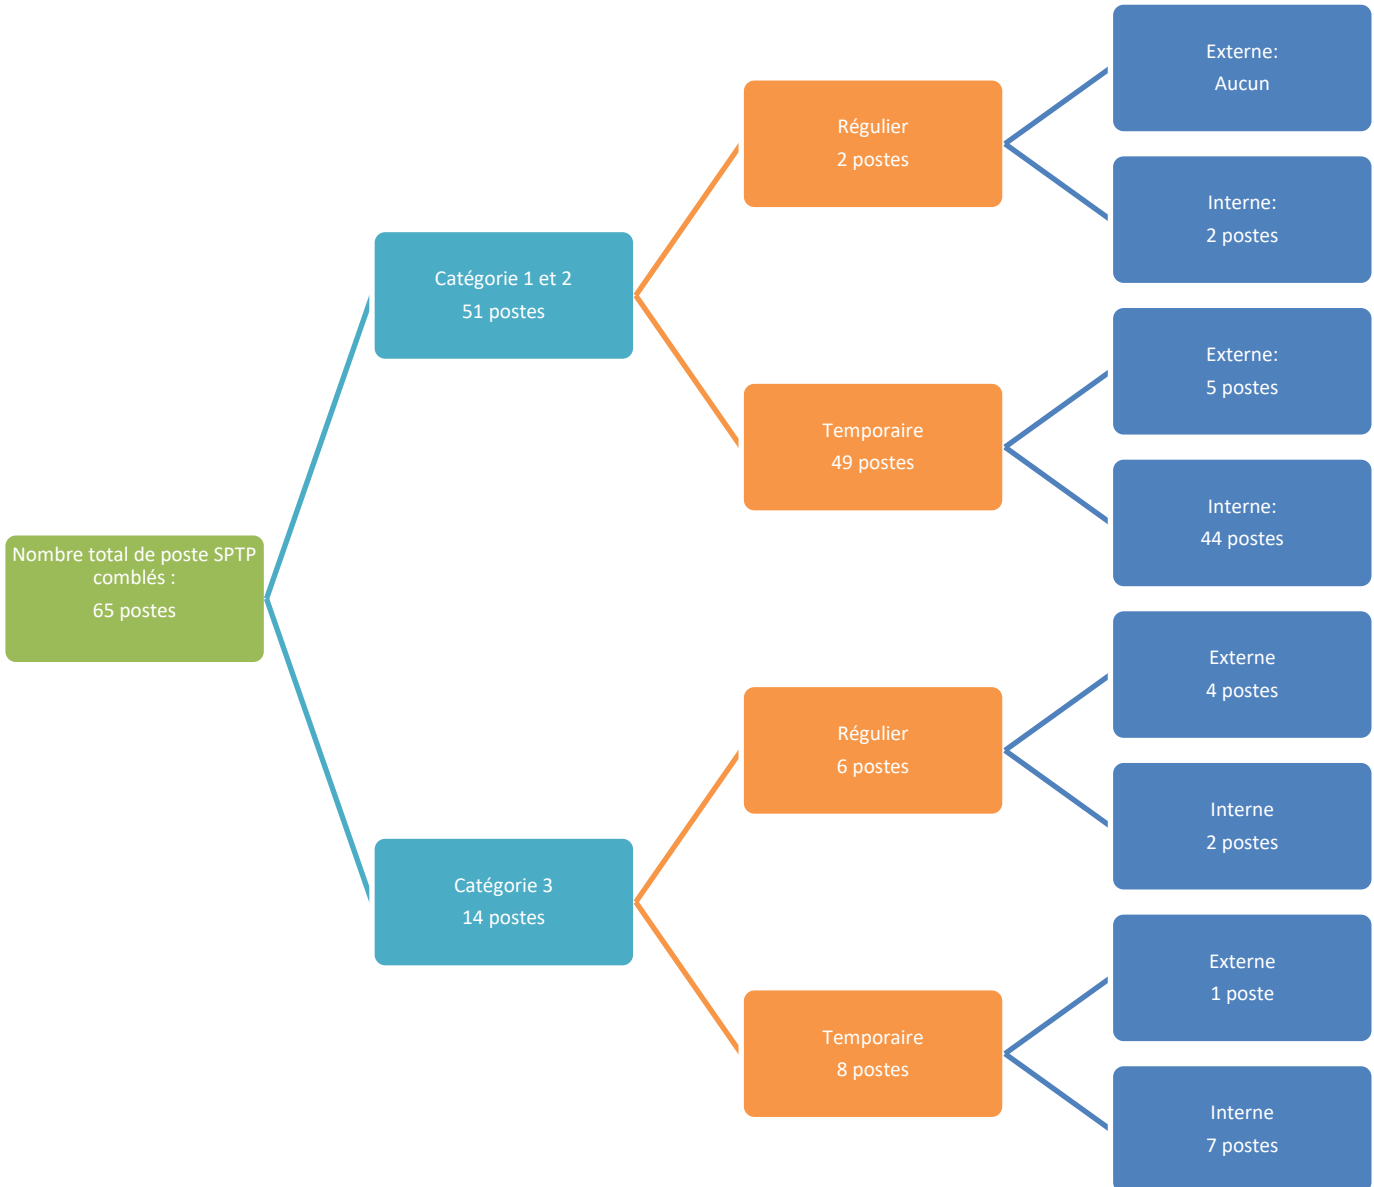 Nombre total de poste SPTP
comblés :
65 postes
Catégorie 1 et 2
51 postes
Régulier
2 postes
Externe:
Aucun
Interne:
2 postes
Temporaire
49 postes
Externe:
5 postes
Interne:
44 postes
Catégorie 3
14 postes
Régulier
6 postes
Externe
4 postes
Interne
2 postes
Temporaire
8 postes
Externe
1 poste
Interne
7 postes